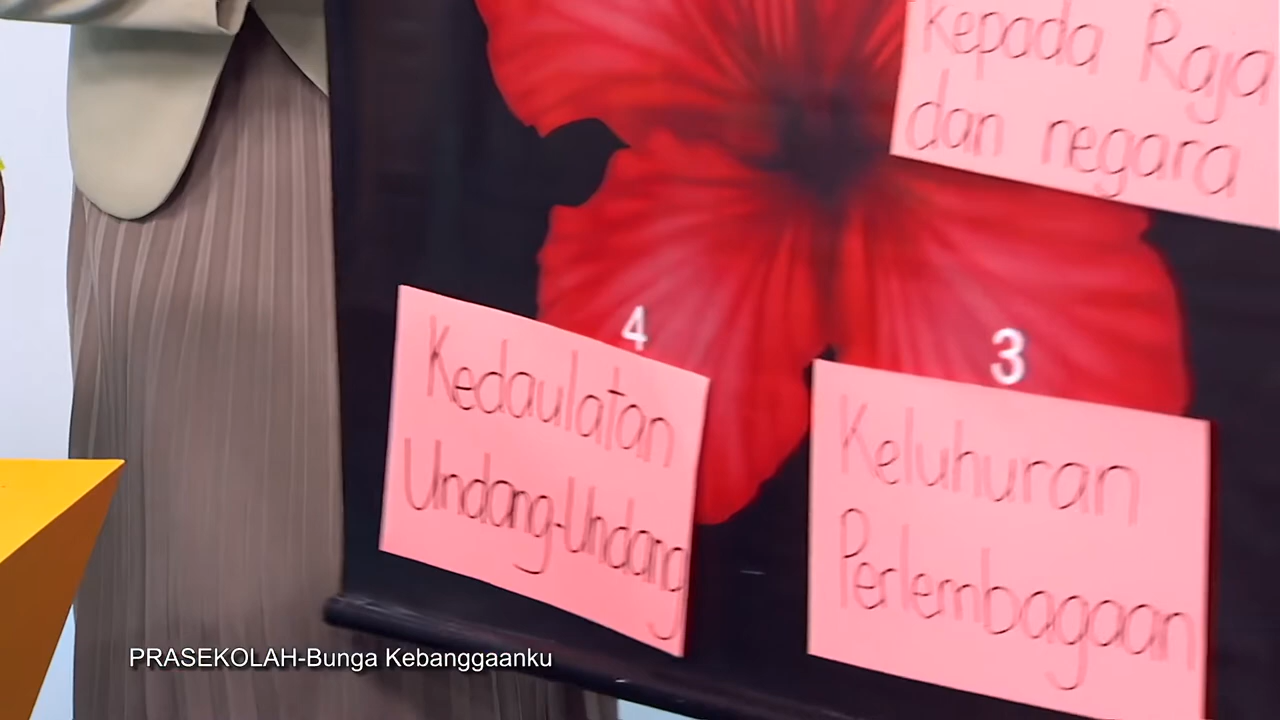 Kepada Raja
dan negara
4
Kedaulatan
Undang-Undang
3
Keluhuran
Perlembagaan
PRASEKOLAH-Bunga Kebanggaanku